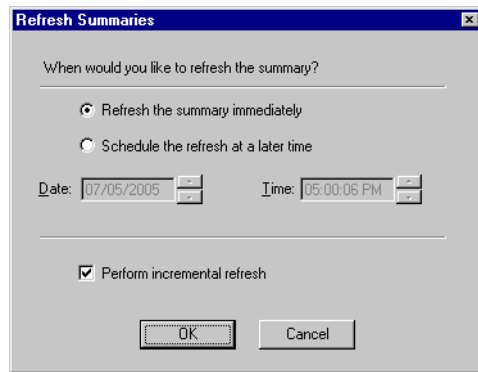 Refresh Summaries
When would you like to refresh the summary?
Refresh the summary immediately
Schedule the refresh at a later time
Date: 07/05/2005 Time: 05:00:06 PM
Perform incremental refresh
OK Cancel